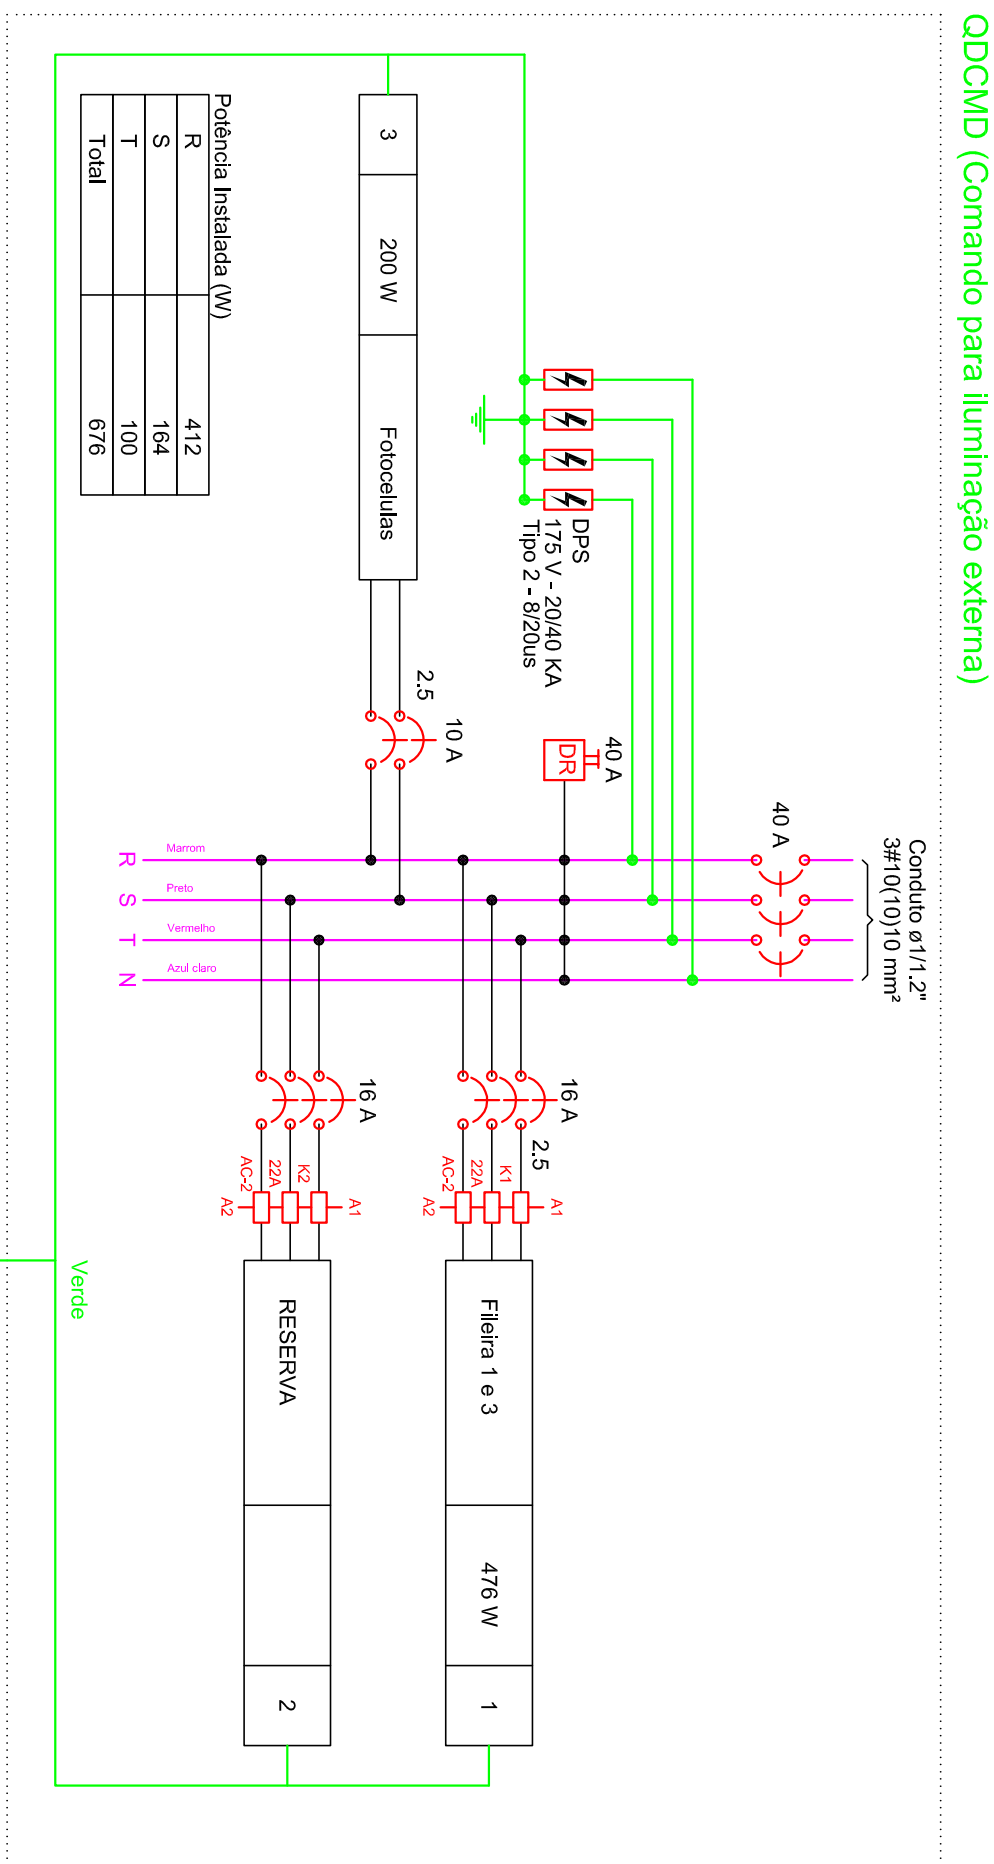 QDCMD (Comando para iluminação externa)
Conduto ø1/1.2"
3#10(10)10 mm²
40 A
40 A
DR
DPS
175 V - 20/40 KA
Tipo 2 - 8/20us
16 A
2.5
K1
22A
AC-2
A1
A2
Fileira 1 e 3
476 W
1
10 A
2.5
3
200 W
Fotocelulas
16 A
K2
22A
AC-2
A1
A2
RESERVA
2
R
Marrom
S
Preto
T
Vermelho
N
Azul claro
Potência Instalada (W)
R 412
S 164
T 100
Total 676
Verde